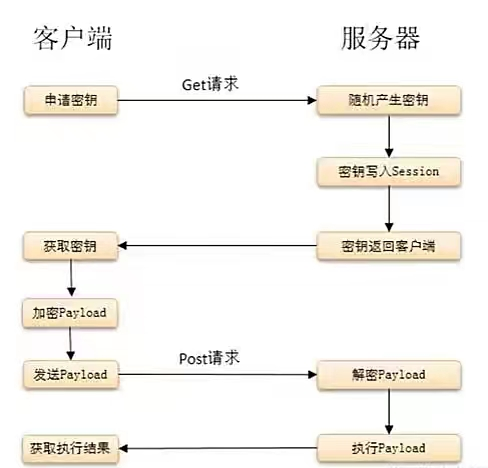 客户端
服务器
申请密钥
Get请求
随机产生密钥
密钥写入Session
获取密钥
密钥返回客户端
加密Payload
发送Payload
Post请求
解密Payload
获取执行结果
执行Payload